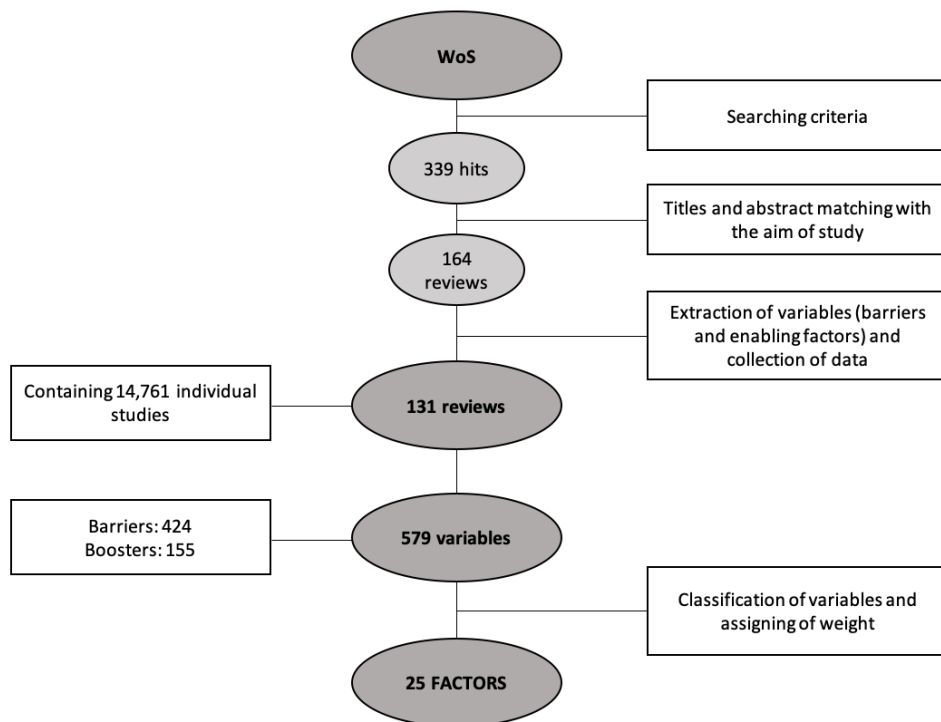 WoS
Searching criteria
339 hits
Titles and abstract matching with
the aim of study
164
reviews
Extraction of variables (barriers
and enabling factors) and
collection of data
Containing 14,761 individual
studies
131 reviews
Barriers: 424
Boosters: 155
579 variables
Classification of variables and
assigning of weight
25 FACTORS